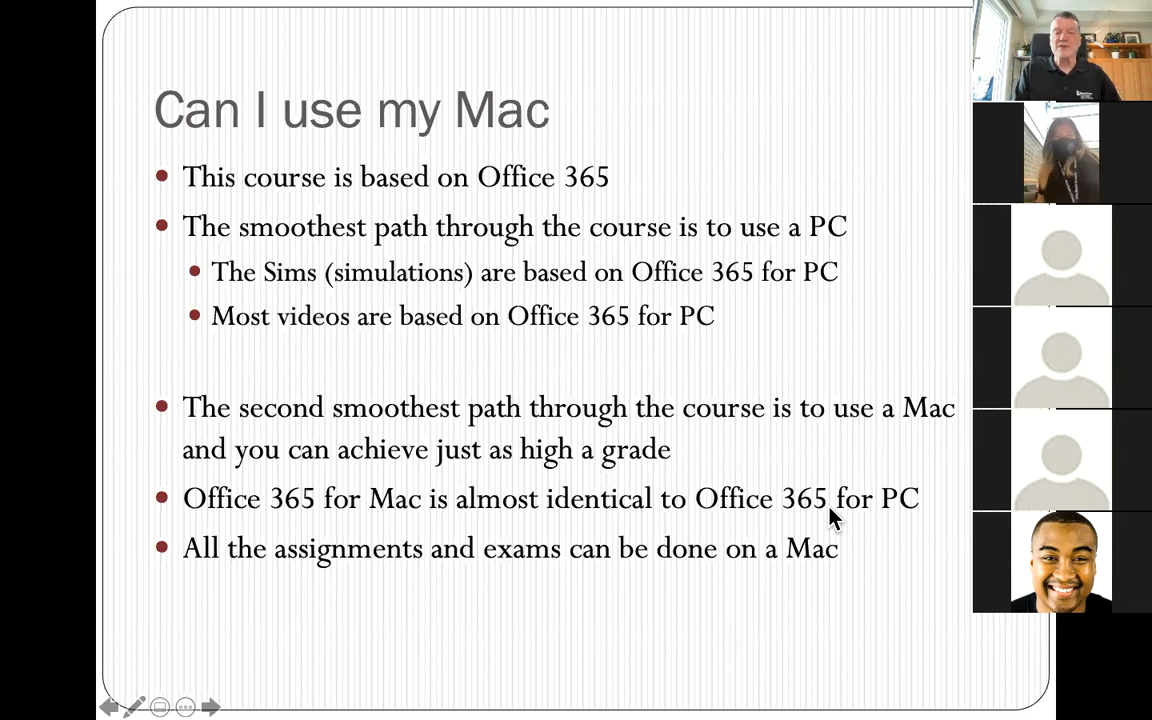 Can I use my Mac
This course is based on Office 365
The smoothest path through the course is to use a PC
The Sims (simulations) are based on Office 365 for PC
Most videos are based on Office 365 for PC
The second smoothest path through the course is to use a Mac
and you can achieve just as high a grade
Office 365 for Mac is almost identical to Office 365 for PC
All the assignments and exams can be done on a Mac